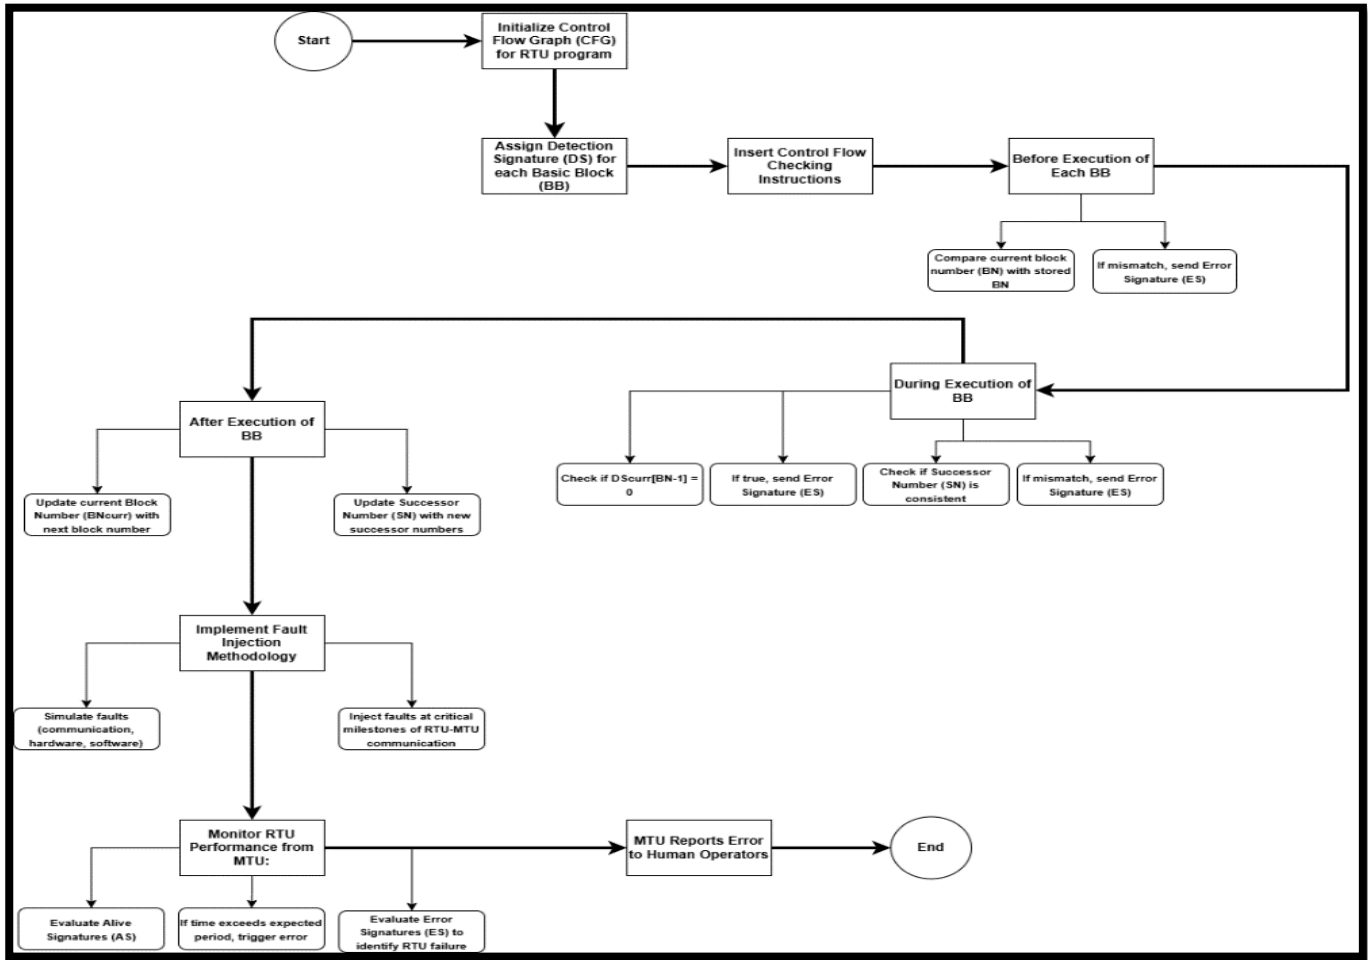 Start
Initialize Control
Flow Graph (CFG)
for RTU program
Assign Detection
Signature (DS) for
each Basic Block
(BB)
Insert Control Flow
Checking
Instructions
Before Execution of
Each BB
Compare current block
number (BN) with stored
BN
If mismatch, send Error
Signature (ES)
During Execution of
BB
Check if DScurr[BN-1] =
0
If true, send Error
Signature (ES)
Check if Successor
Number (SN) is
consistent
If mismatch, send Error
Signature (ES)
After Execution of
BB
Update current Block
Number (BNcurr) with
next block number
Update Successor
Number (SN) with new
successor numbers
Implement Fault
Injection
Methodology
Simulate faults
(communication,
hardware, software)
Inject faults at critical
milestones of RTU-MTU
communication
Monitor RTU
Performance from
MTU:
Evaluate Alive
Signatures (AS)
If time exceeds expected
period, trigger error
Evaluate Error
Signatures (ES) to
identify RTU failure
MTU Reports Error
to Human Operators
End